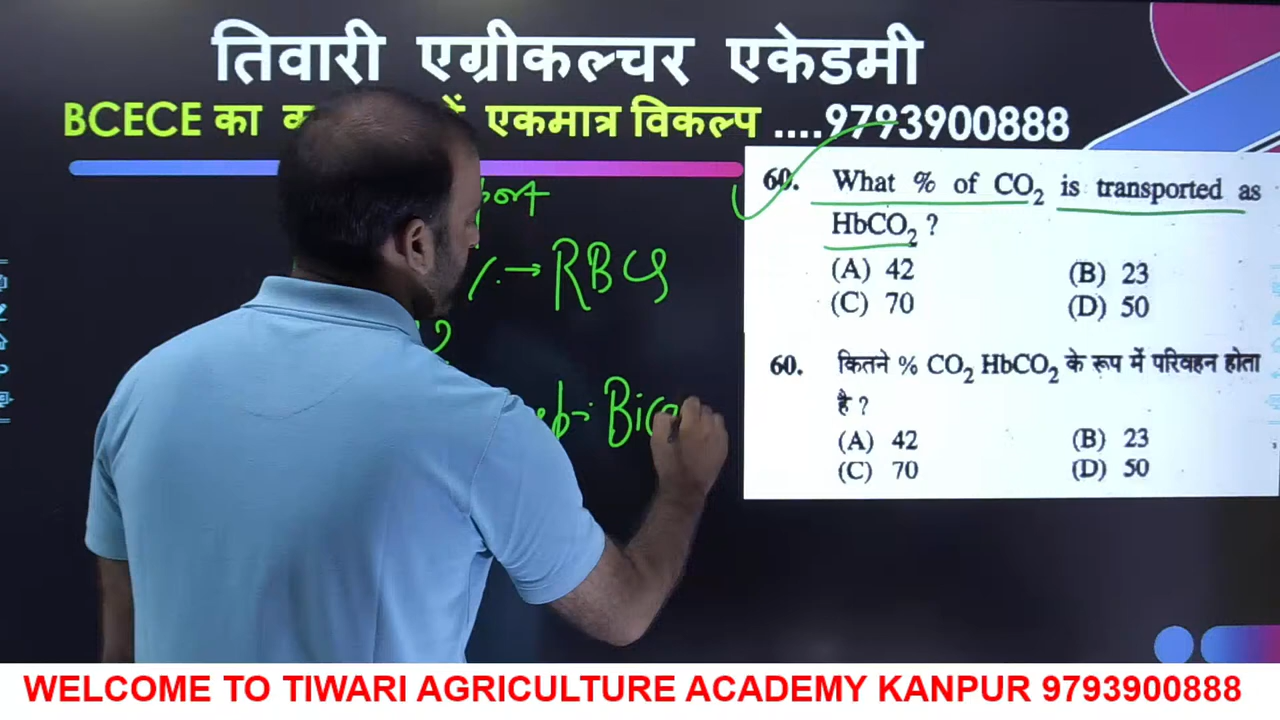 तिवारी एग्रीकल्चर एकेडमी
BCECE का एकमात्र विकल्प ....9793900888
60. What % of CO₂ is transported as
HbCO₂ ?
(A) 42 (B) 23
(C) 70 (D) 50
60. कितने % CO₂ HbCO₂ के रूप में परिवहन होता
है ?
(A) 42 (B) 23
(C) 70 (D) 50
% → RBCs
WELCOME TO TIWARI AGRICULTURE ACADEMY KANPUR 9793900888